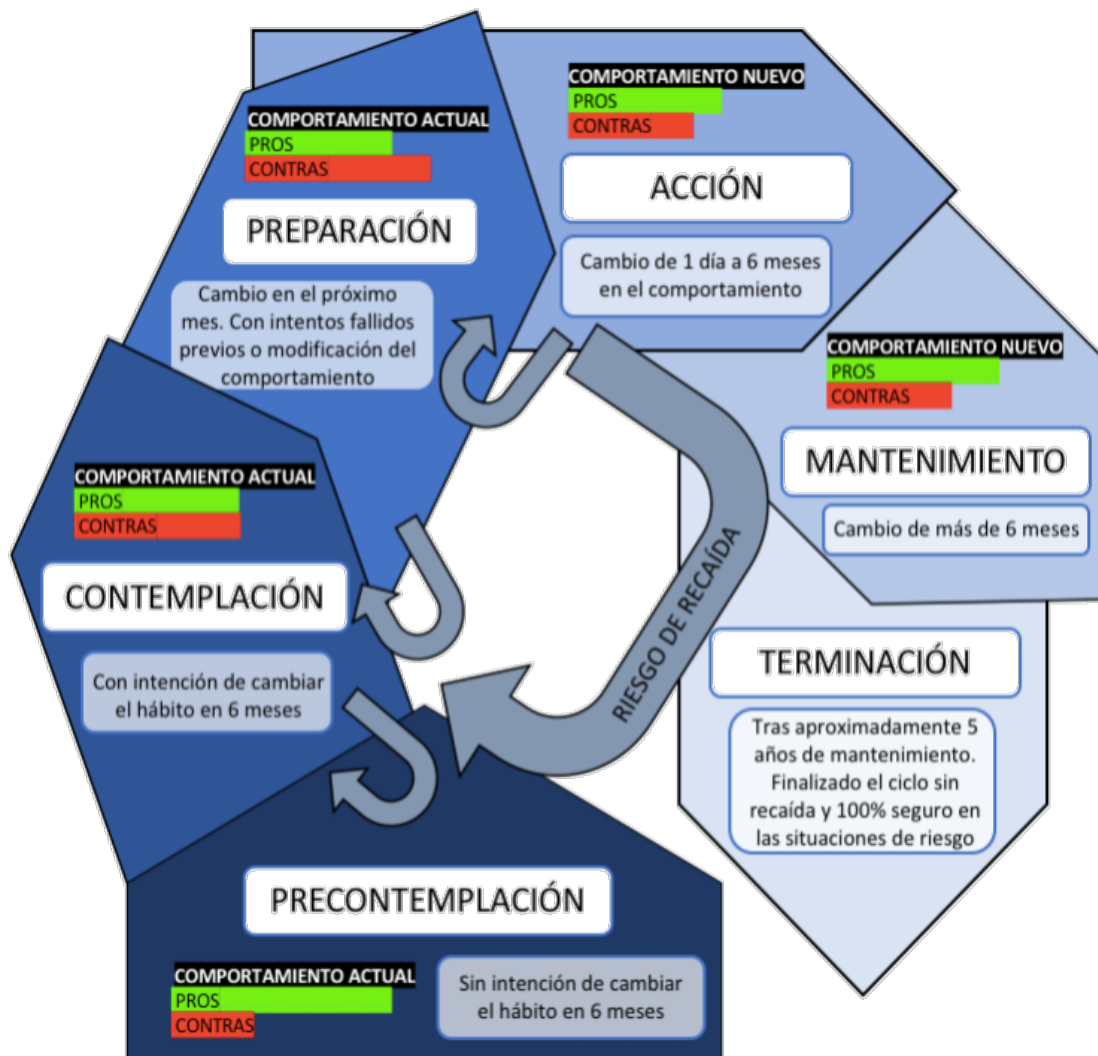 COMPORTAMIENTO ACTUAL
PROS
CONTRAS
PREPARACIÓN
Cambio en el próximo
mes. Con intentos fallidos
previos o modificación del
comportamiento
COMPORTAMIENTO NUEVO
PROS
CONTRAS
ACCIÓN
Cambio de 1 día a 6 meses
en el comportamiento
COMPORTAMIENTO NUEVO
PROS
CONTRAS
MANTENIMIENTO
Cambio de más de 6 meses
COMPORTAMIENTO ACTUAL
PROS
CONTRAS
CONTEMPLACIÓN
Con intención de cambiar
el hábito en 6 meses
RIESGO DE RECAÍDA
TERMINACIÓN
Tras aproximadamente 5
años de mantenimiento.
Finalizado el ciclo sin
recaída y 100% seguro en
las situaciones de riesgo
PRECONTEMPLACIÓN
COMPORTAMIENTO ACTUAL
PROS
CONTRAS
Sin intención de cambiar
el hábito en 6 meses